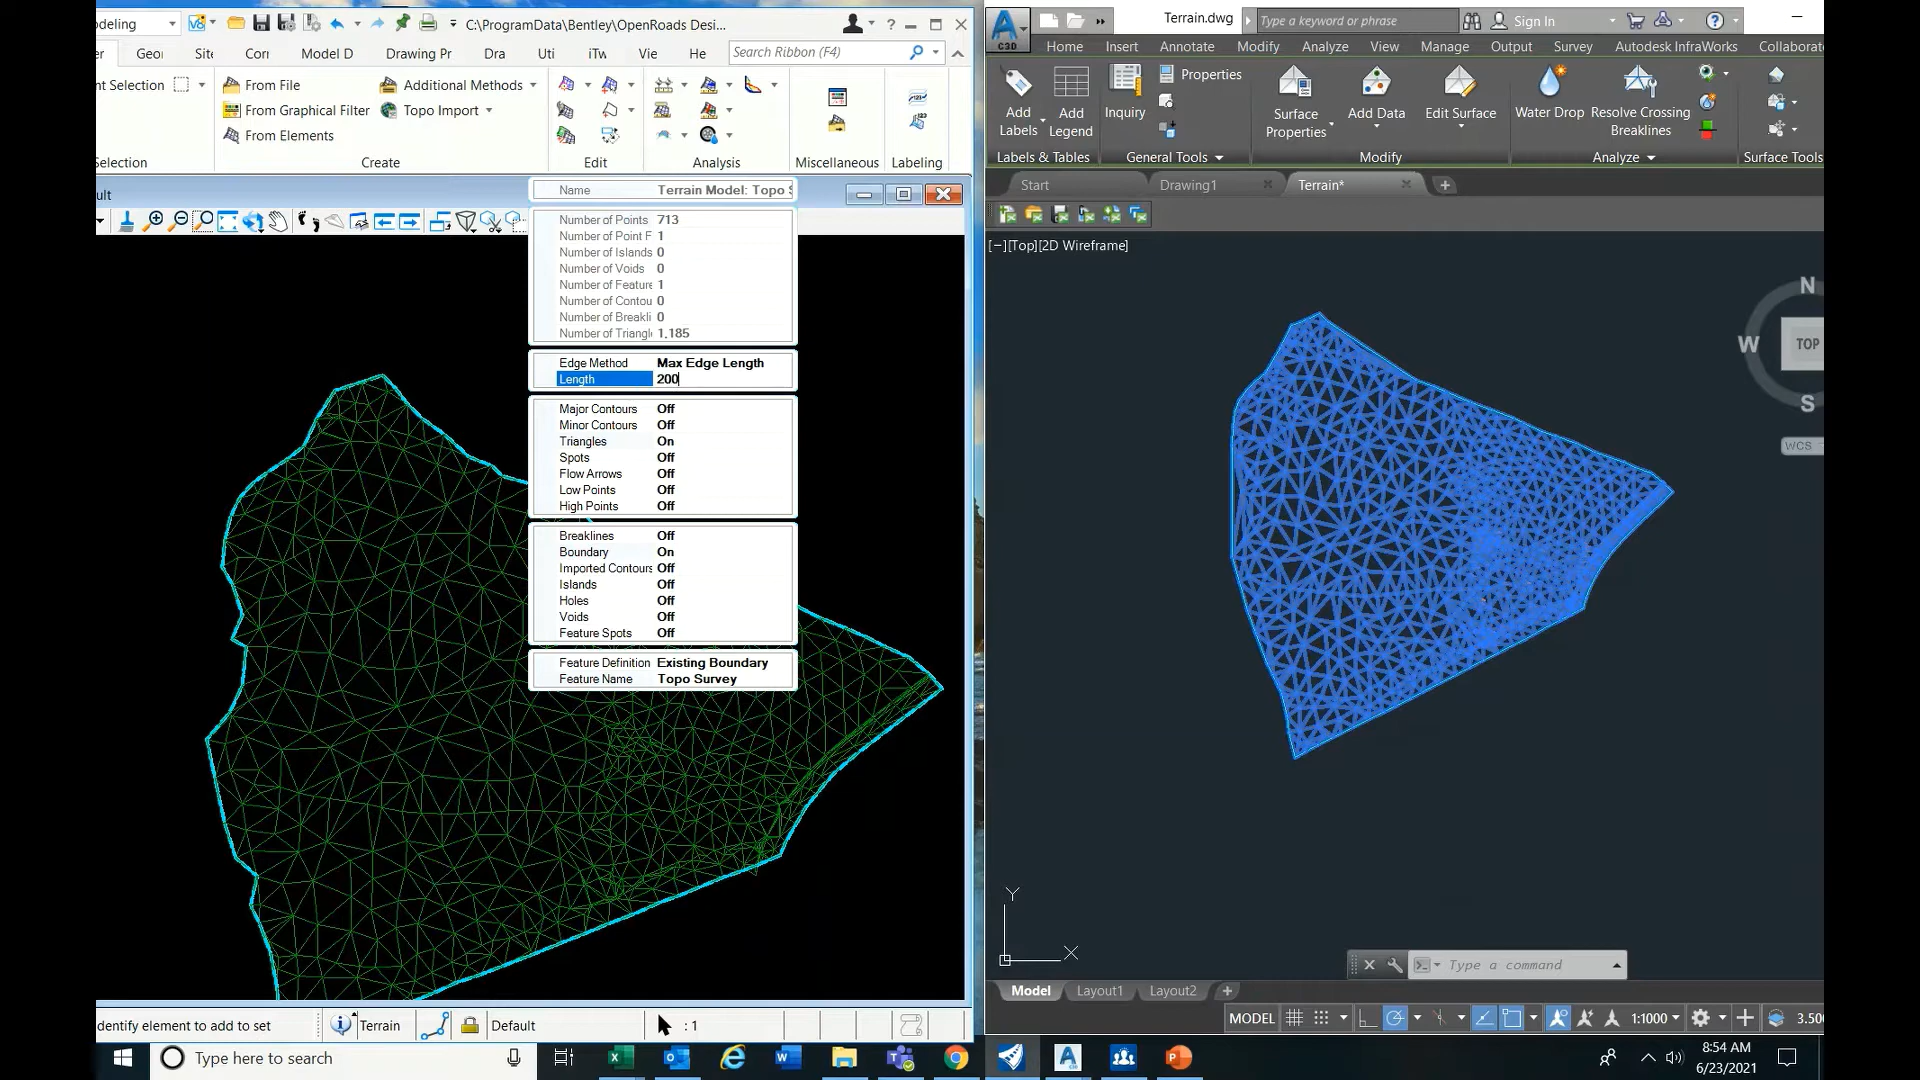 odeling
C:\ProgramData\Bentley\OpenRoads Desi...
Geor
Site
Corr
Model D
Drawing Pr
Dra
Uti
iTw
Vie
He
Search Ribbon (F4)
nt Selection
From File
From Graphical Filter
From Elements
Additional Methods
Topo Import
Selection
Create
Edit
Analysis
Miscellaneous
Labeling
ult
Name Terrain Model: Topo S
Number of Points 713
Number of Point F 1
Number of Islands 0
Number of Voids 0
Number of Feature 1
Number of Contou 0
Number of Breakli 0
Number of Triangl 1,185
Edge Method Max Edge Length
Length 200
Major Contours Off
Minor Contours Off
Triangles On
Spots Off
Flow Arrows Off
Low Points Off
High Points Off
Breaklines Off
Boundary On
Imported Contours Off
Islands Off
Holes Off
Voids Off
Feature Spots Off
Feature Definition Existing Boundary
Feature Name Topo Survey
dentify element to add to set
Terrain
Default
: 1
A
C3D
Terrain.dwg
Type a keyword or phrase
Sign In
Home
Insert
Annotate
Modify
Analyze
View
Manage
Output
Survey
Autodesk InfraWorks
Collabora
Add Labels
Add Legend
Inquiry
Properties
Surface Properties
Add Data
Edit Surface
Water Drop
Resolve Crossing Breaklines
Labels & Tables
General Tools
Modify
Analyze
Surface Tools
Start
Drawing1
Terrain*
[−][Top][2D Wireframe]
N
W
TOP
S
WCS
Y
X
Type a command
Model
Layout1
Layout2
MODEL
1:1000
3.500
Type here to search
8:54 AM
6/23/2021